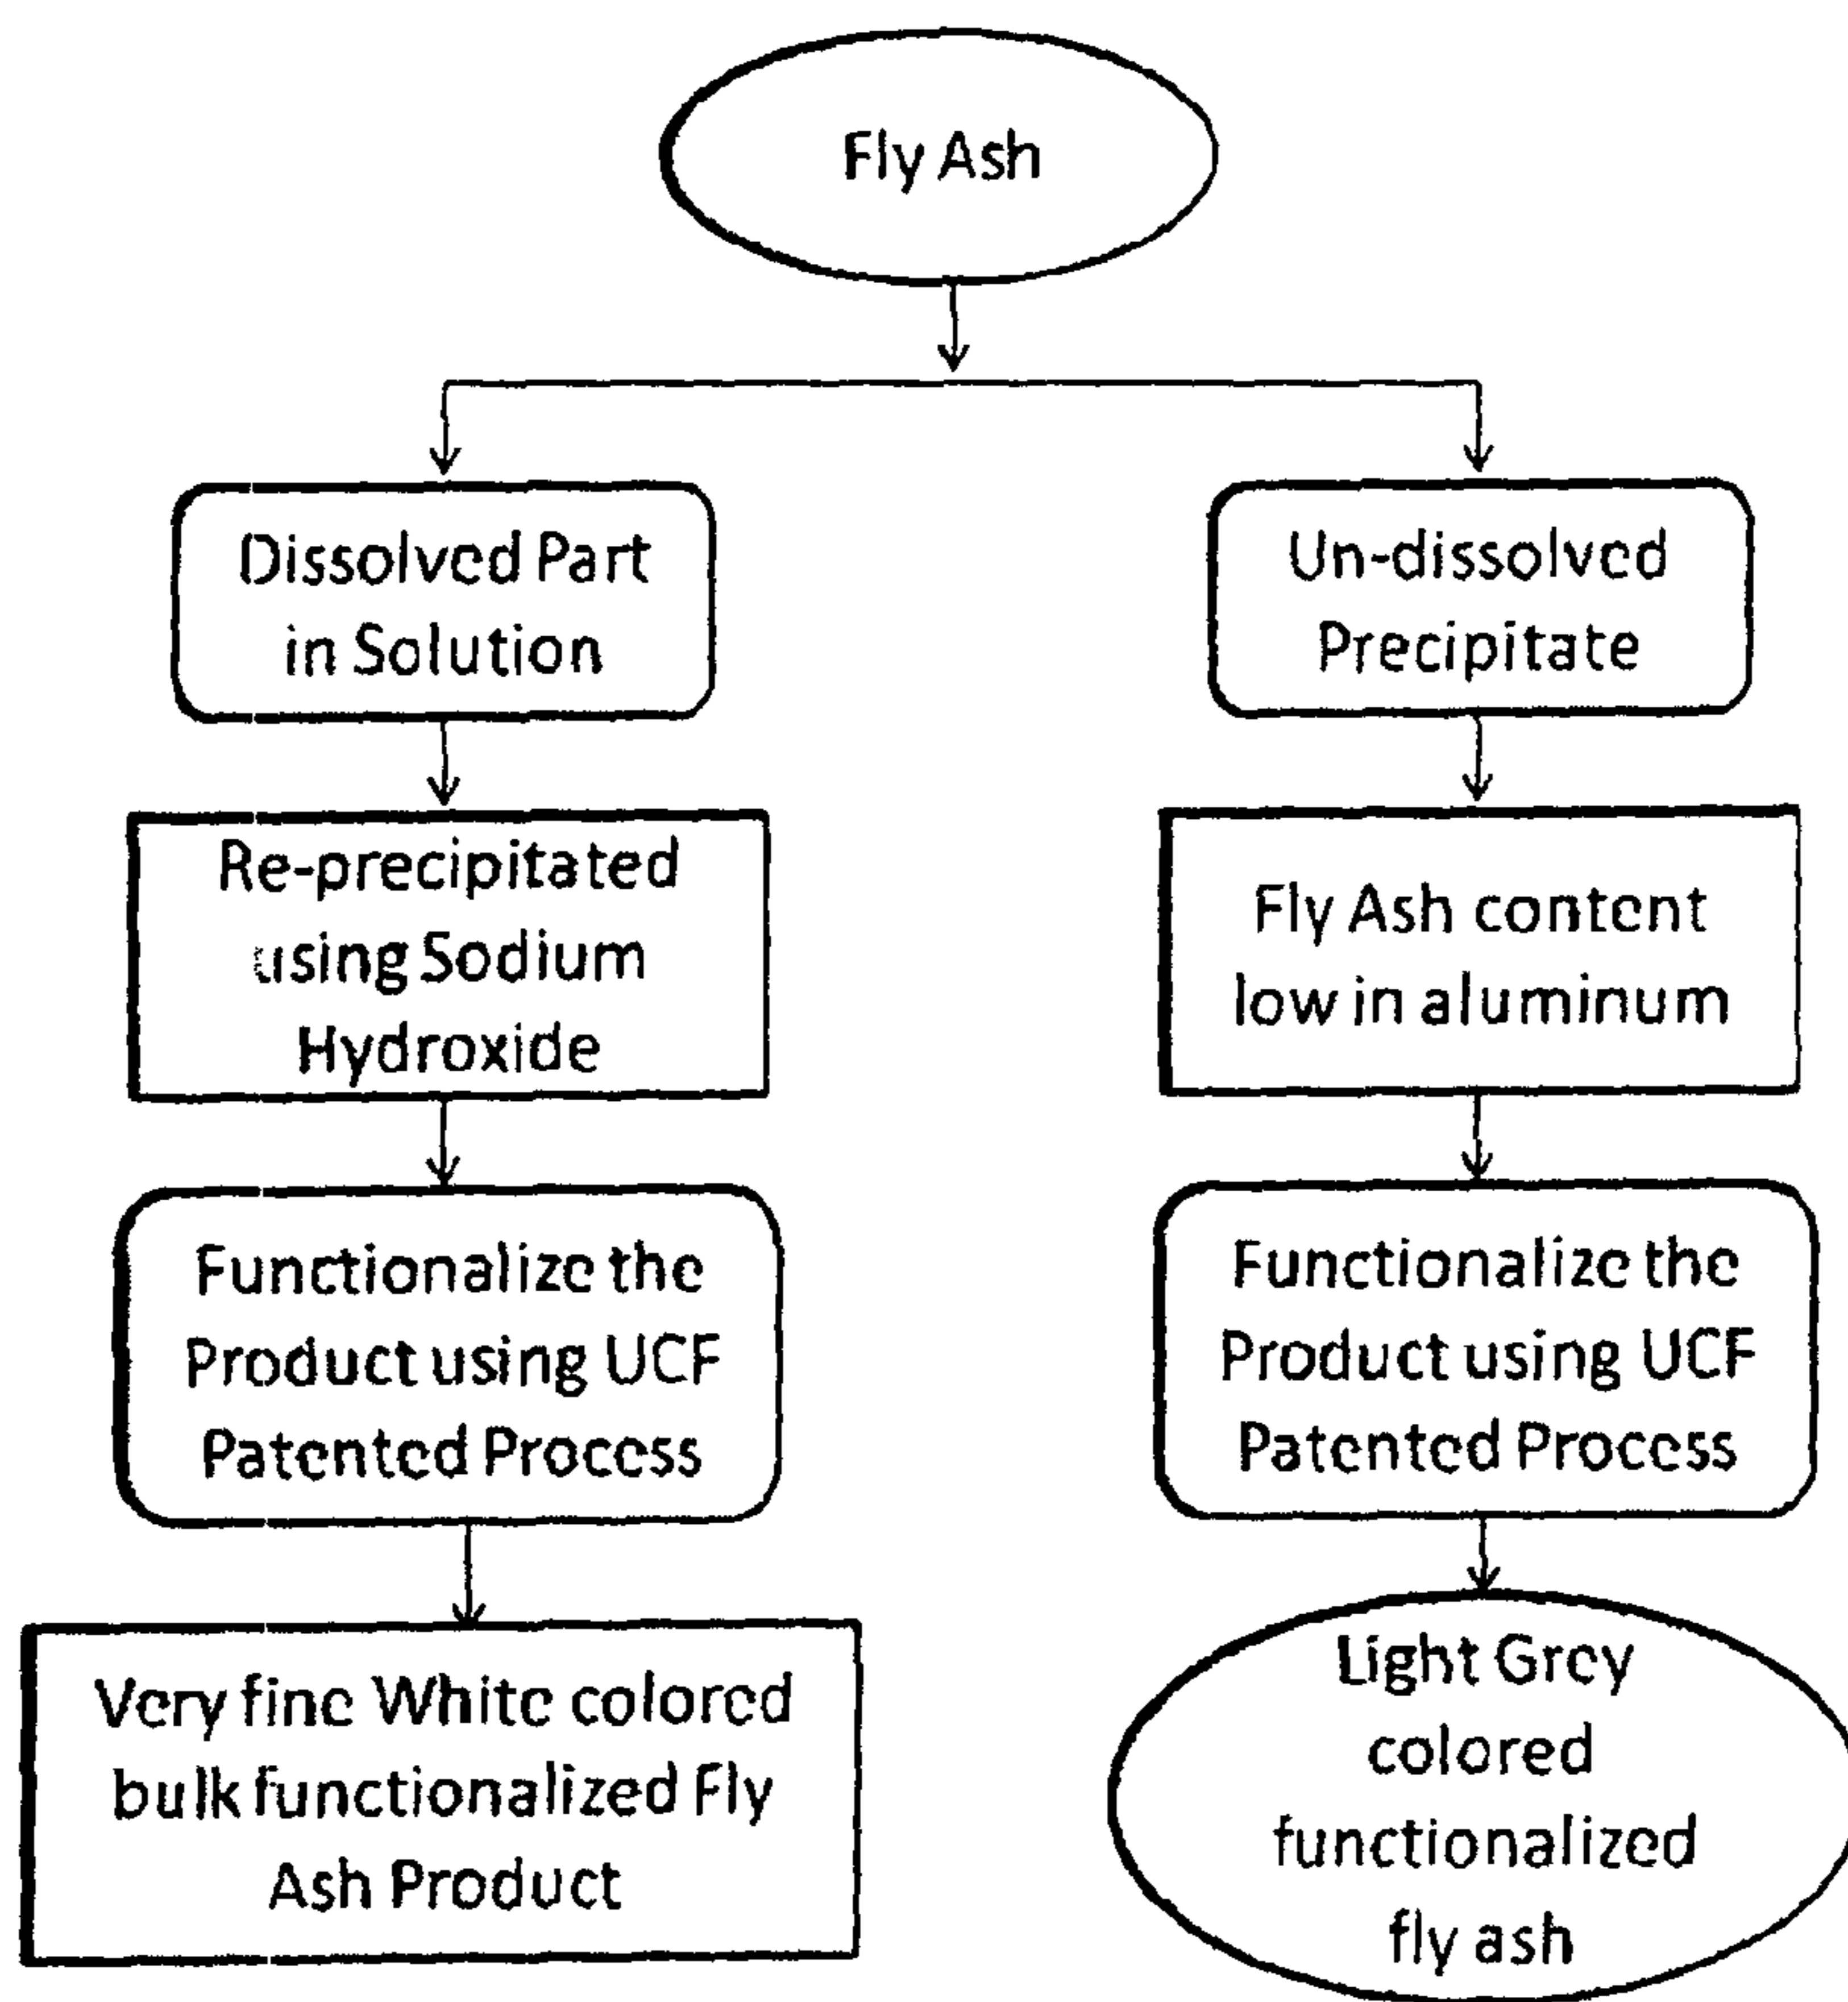 Fly Ash
Dissolved Part
in Solution
Un-dissolved
Precipitate
Re-precipitated
using Sodium
Hydroxide
Fly Ash content
low in aluminum
Functionalize the
Product using UCF
Patented Process
Functionalize the
Product using UCF
Patented Process
Very fine White colored
bulk functionalized Fly
Ash Product
Light Grey
colored
functionalized
fly ash